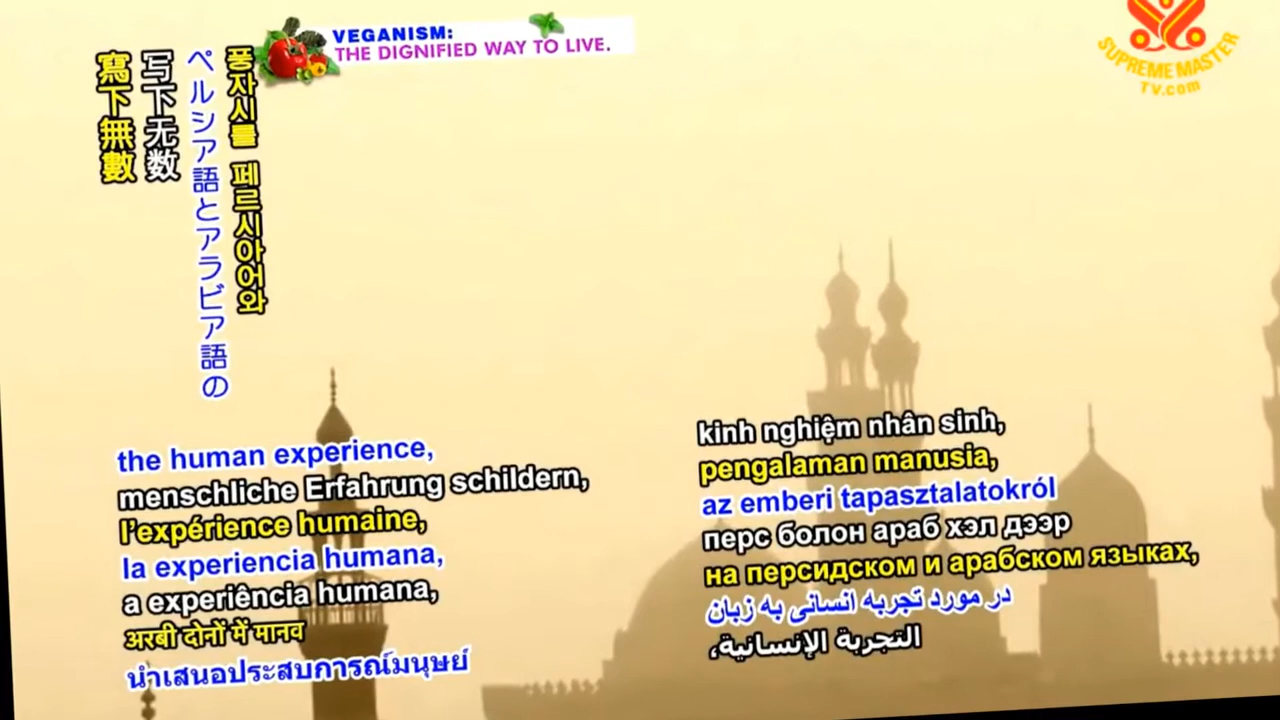 VEGANISM:
THE DIGNIFIED WAY TO LIVE.
SUPREME MASTER
TV.com
풍자시를 페르시아어와
ペルシア語とアラビア語の
写下无数
寫下無數
the human experience,
menschliche Erfahrung schildern,
l'expérience humaine,
la experiencia humana,
a experiência humana,
अरबी दोनों में मानव
นำเสนอประสบการณ์มนุษย์
kinh nghiệm nhân sinh,
pengalaman manusia,
az emberi tapasztalatokról
перс болон араб хэл дээр
на персидском и арабском языках,
در مورد تجربه انسانی به زبان
التجربة الإنسانية،